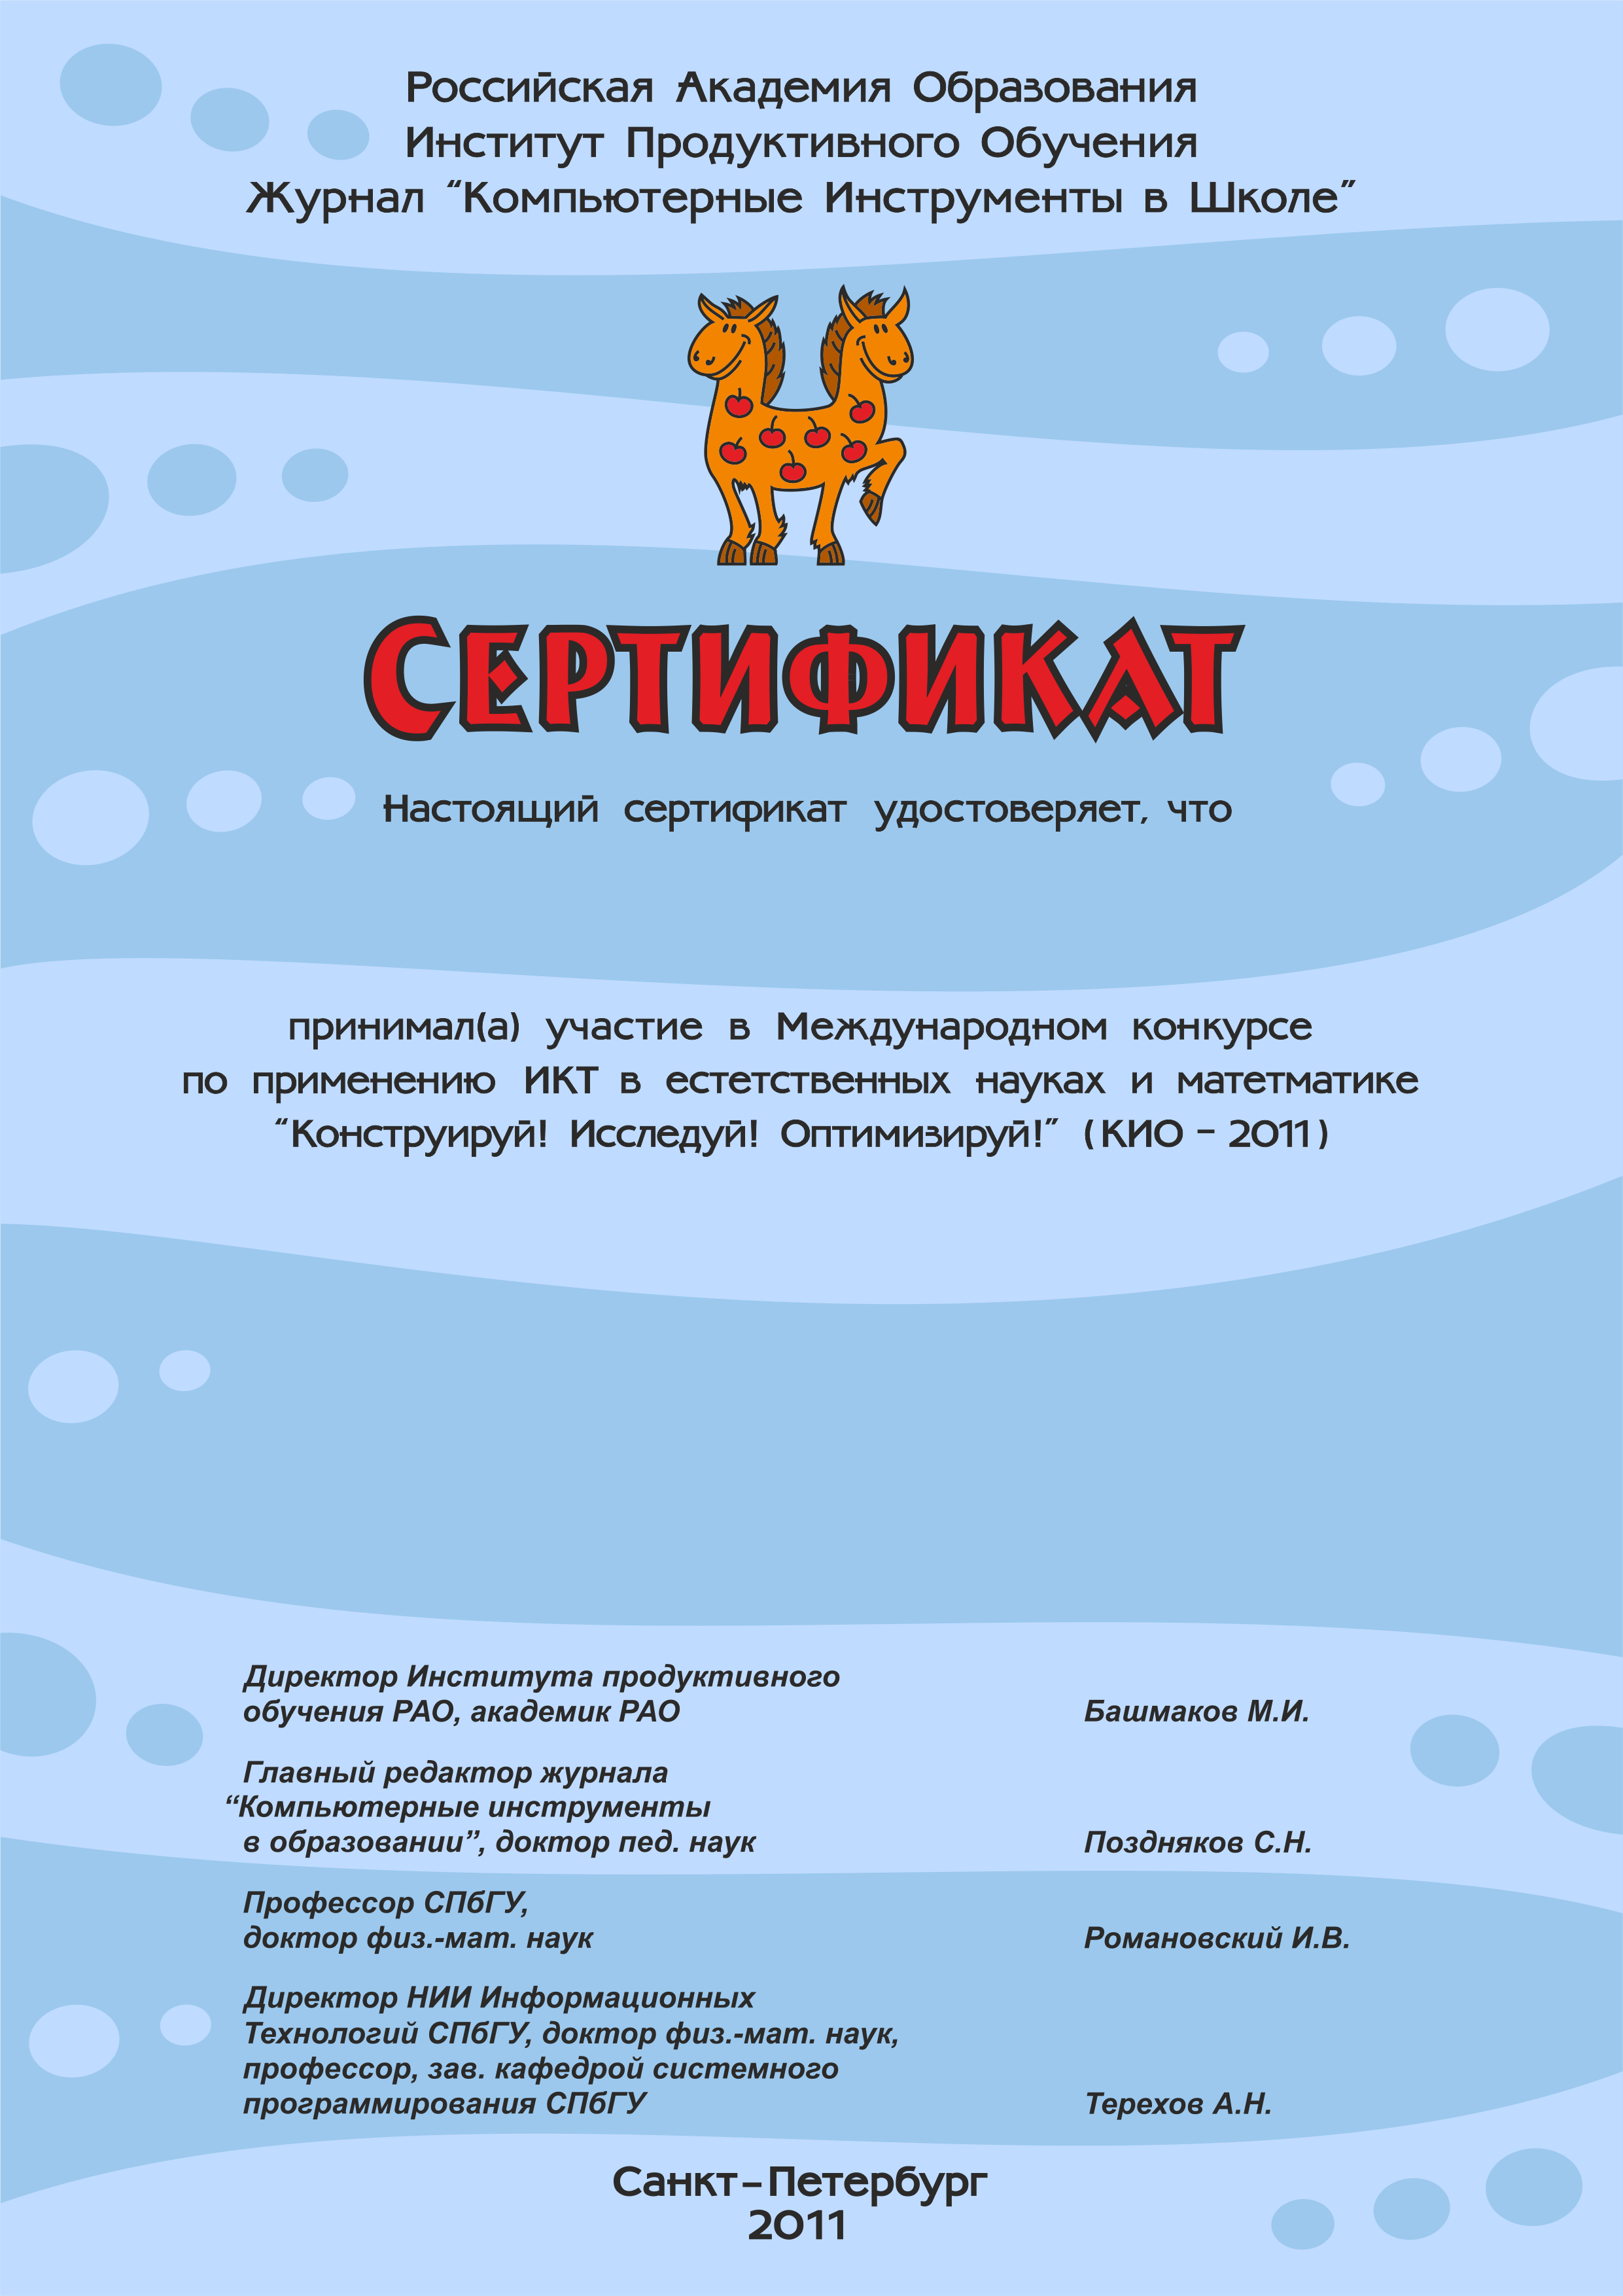 Российская Академия Образования
Институт Продуктивного Обучения
Журнал “Компьютерные Инструменты в Школе”
Сертификат
Настоящий сертификат удостоверяет, что
принимал(а) участие в Международном конкурсе
по применению ИКТ в естетственных науках и матетматике
“Конструируй! Исследуй! Оптимизируй!” (КИО - 2011)
Директор Института продуктивного
обучения РАО, академик РАО Башмаков М.И.
Главный редактор журнала
“Компьютерные инструменты
в образовании”, доктор пед. наук Поздняков С.Н.
Профессор СПбГУ,
доктор физ.-мат. наук Романовский И.В.
Директор НИИ Информационных
Технологий СПбГУ, доктор физ.-мат. наук,
профессор, зав. кафедрой системного
программирования СПбГУ Терехов А.Н.
Санкт-Петербург
2011